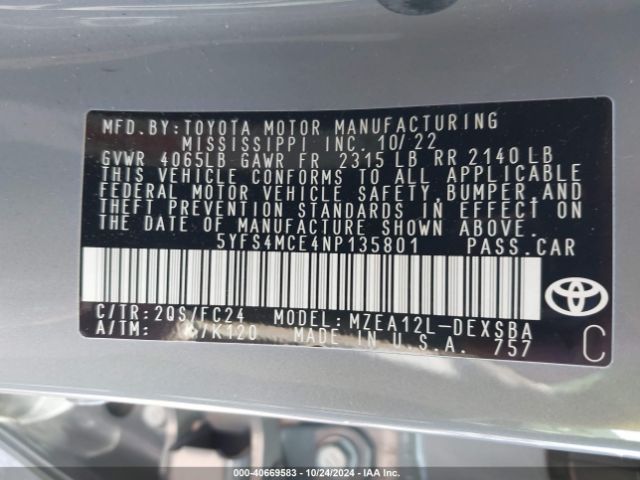 MFD.BY:TOYOTA MOTOR MANUFACTURING
MISSISSIPPI INC. 10/22
GVWR 4065LB GAWR FR 2315 LB RR 2140 LB
THIS VEHICLE CONFORMS TO ALL APPLICABLE
FEDERAL MOTOR VEHICLE SAFETY, BUMPER, AND
THEFT PREVENTION STANDARDS IN EFFECT ON
THE DATE OF MANUFACTURE SHOWN ABOVE.
5YFS4MCE4NP135801 PASS.CAR
C/TR:2QS/FC24 MODEL:MZEA12L-DEXSBA
A/TM: /K120 MADE IN U.S.A. 757
C
000-40669583 | 10/24/2024 - IAA Inc.